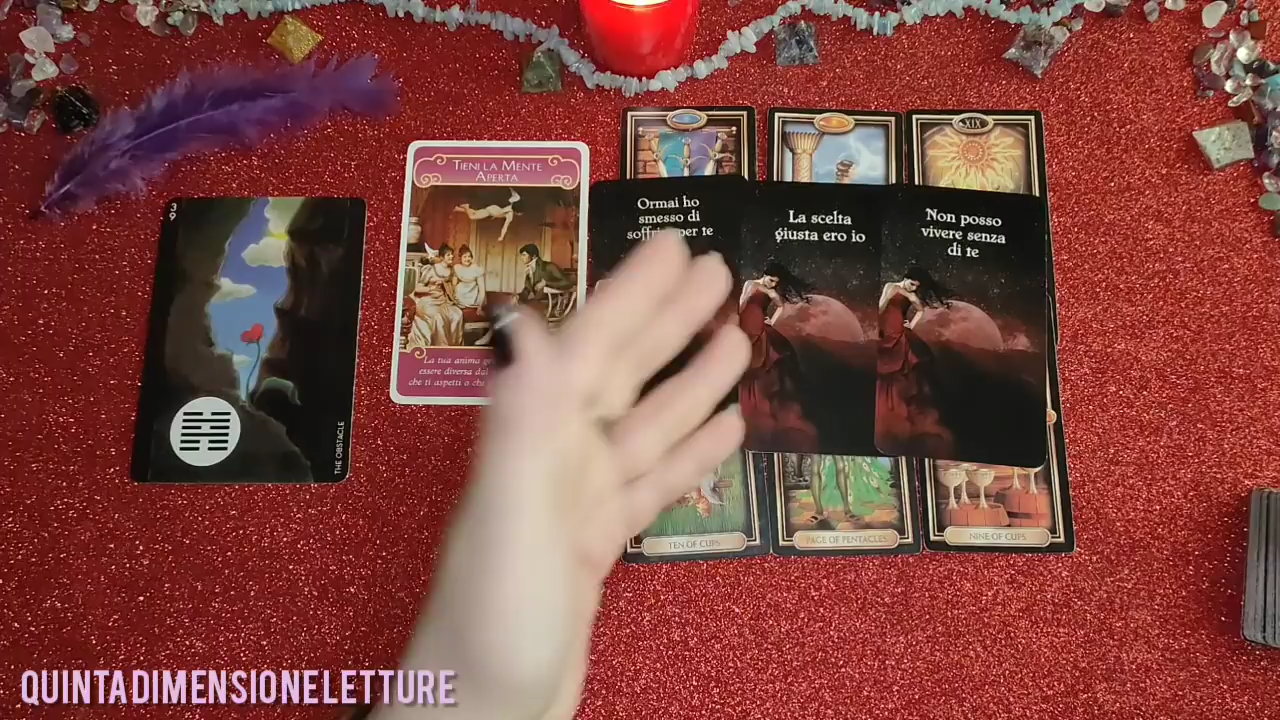 XIX
TIENI LA MENTE
APERTA
Ormai ho
smesso di
per te
La scelta
giusta ero io
Non posso
vivere senza
di te
39
La tua anima
essere diversa
che ti aspetti o
THE OBSTACLE
TEN OF CUPS
PAGE OF PENTACLES
NINE OF CUPS
QUINTADIMENSIONELETTURE